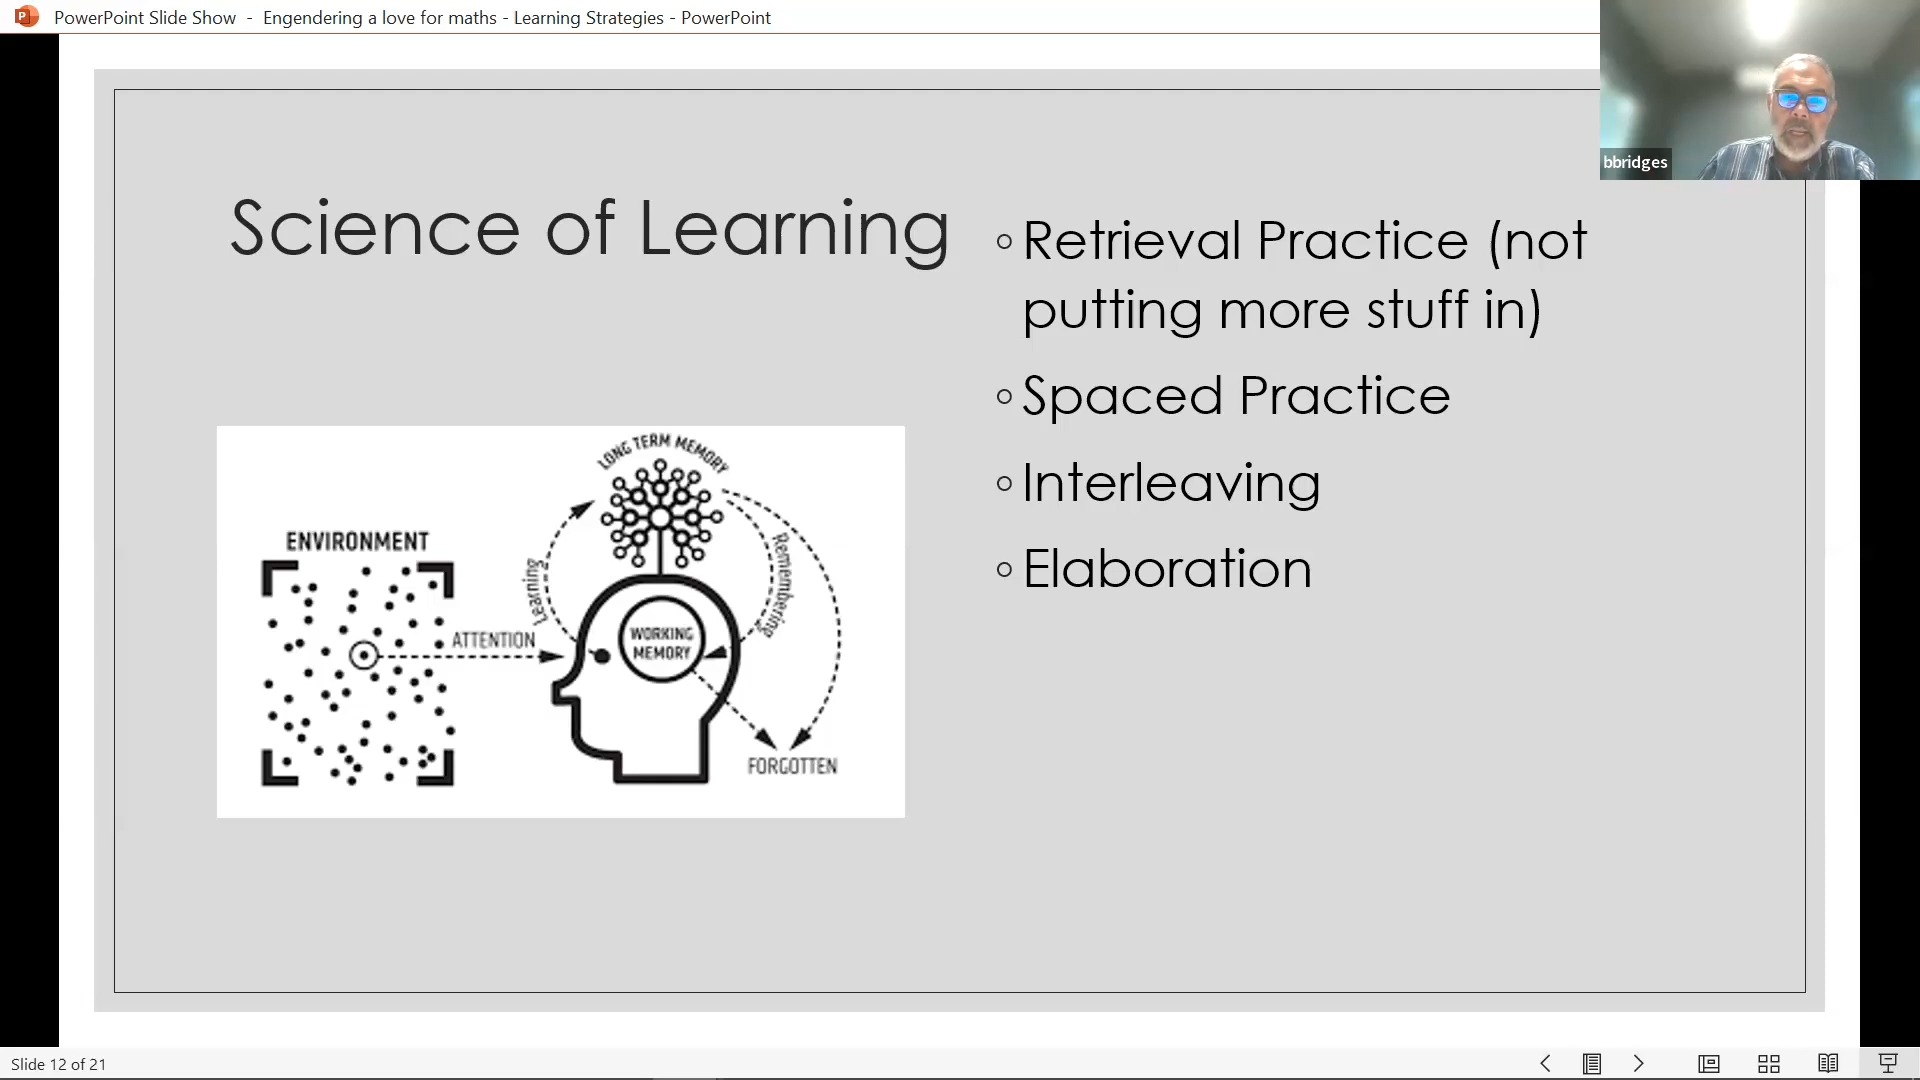 PowerPoint Slide Show - Engendering a love for maths - Learning Strategies - PowerPoint
bbridges
Science of Learning
◦ Retrieval Practice (not
putting more stuff in)
◦ Spaced Practice
◦ Interleaving
◦ Elaboration
LONG TERM MEMORY
ENVIRONMENT
Learning
Remembering
ATTENTION
WORKING
MEMORY
FORGOTTEN
Slide 12 of 21